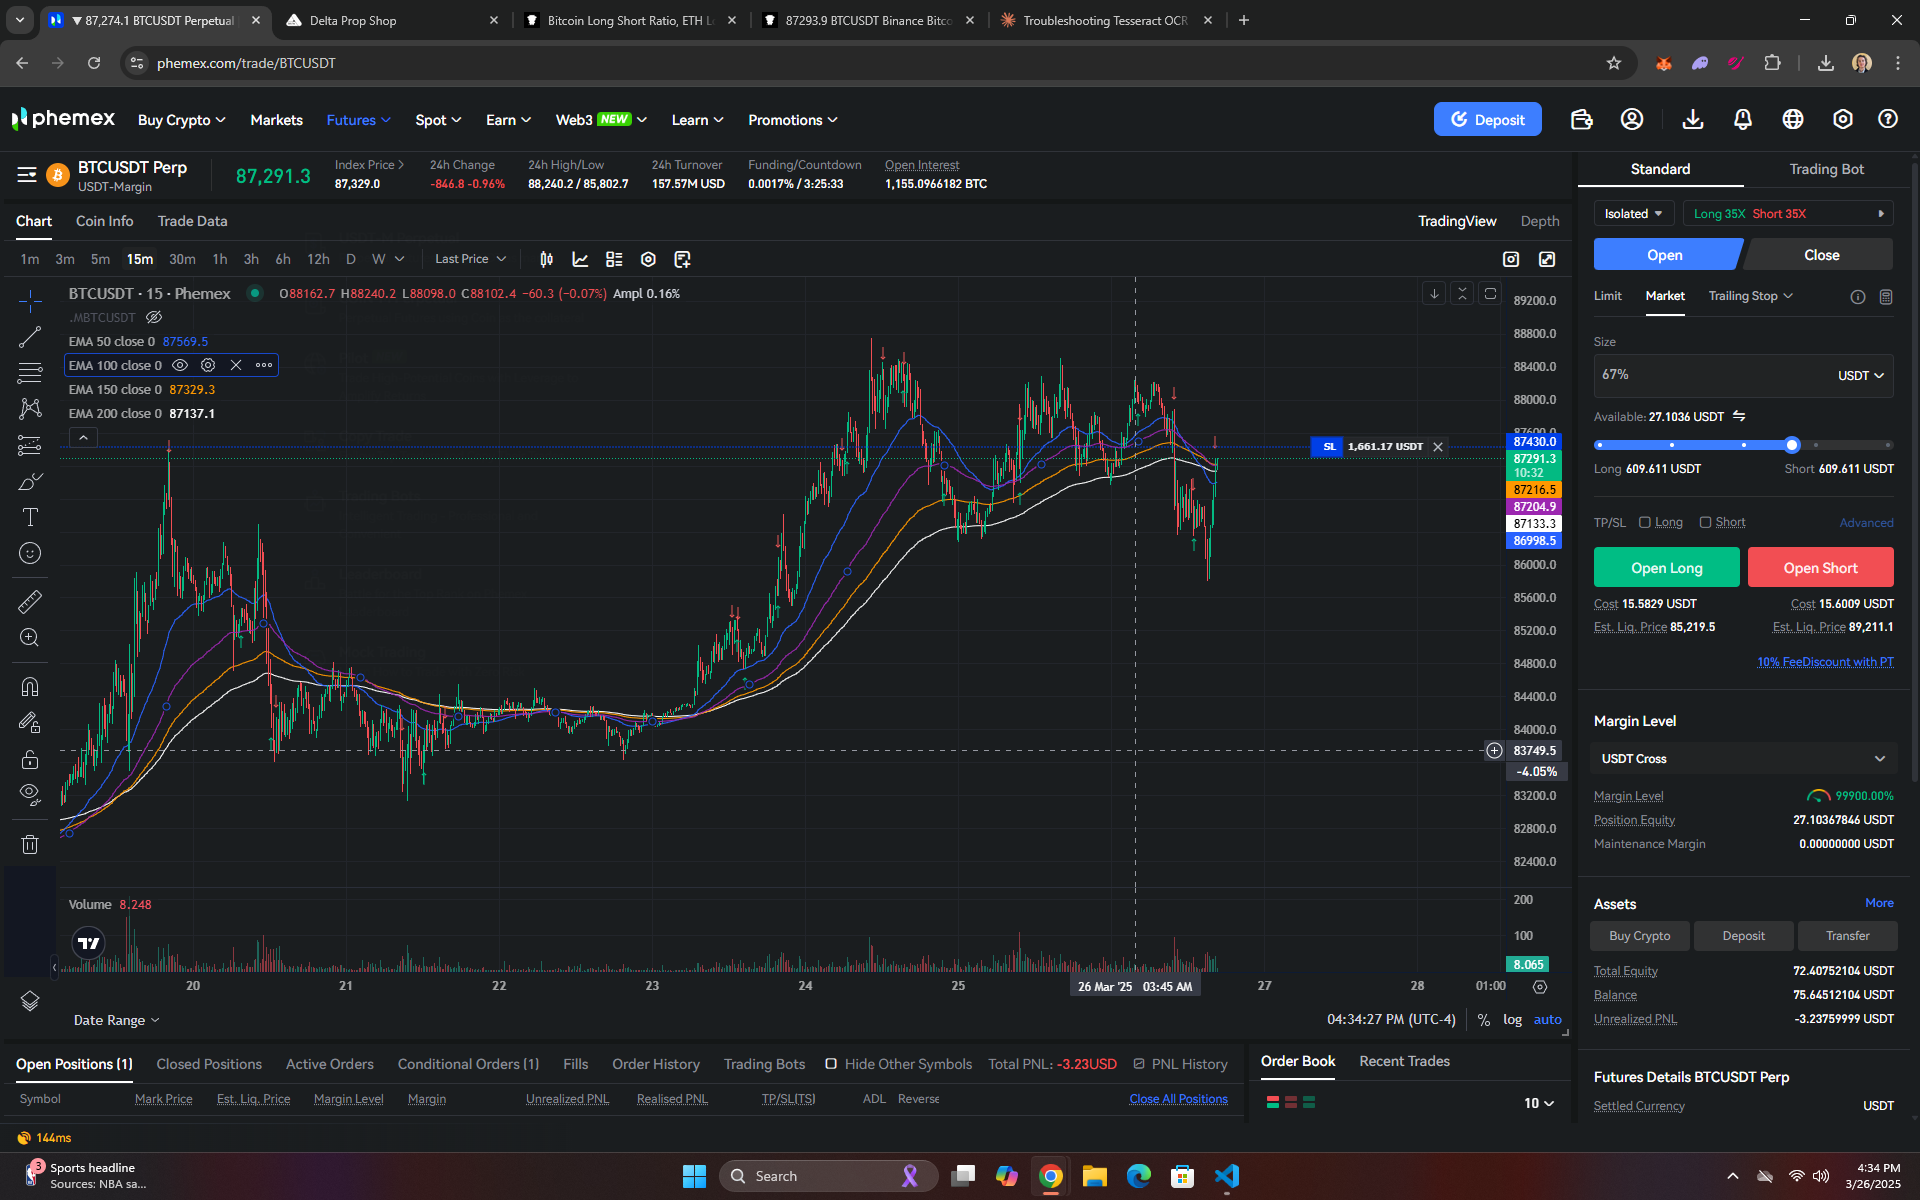 ▼ 87,274.1 BTCUSDT Perpetual
Delta Prop Shop
Bitcoin Long Short Ratio, ETH L
87293.9 BTCUSDT Binance Bitco
Troubleshooting Tesseract OCR
phemex.com/trade/BTCUSDT
phemex
Buy Crypto
Markets
Futures
Spot
Earn
Web3 NEW
Learn
Promotions
Deposit
BTCUSDT Perp
USDT-Margin
87,291.3
Index Price
87,329.0
24h Change
-846.8 -0.96%
24h High/Low
88,240.2 / 85,802.7
24h Turnover
157.57M USD
Funding/Countdown
0.0017% / 3:25:33
Open Interest
1,155.0966182 BTC
Chart
Coin Info
Trade Data
TradingView
Depth
1m 3m 5m 15m 30m 1h 3h 6h 12h D W
Last Price
BTCUSDT · 15 · Phemex
O88162.7 H88240.2 L88098.0 C88102.4 −60.3 (−0.07%) Ampl 0.16%
.MBTCUSDT
EMA 50 close 0 87569.5
EMA 100 close 0
EMA 150 close 0 87329.3
EMA 200 close 0 87137.1
SL 1,661.17 USDT
89200.0
88800.0
88400.0
88000.0
87600.0
87430.0
87291.3
10:32
87216.5
87204.9
87133.3
86998.5
86000.0
85600.0
85200.0
84800.0
84400.0
84000.0
83749.5
-4.05%
83200.0
82800.0
82400.0
Volume 8.248
200
100
8.065
20 21 22 23 24 25 26 Mar '25 03:45 AM 27 28 01:00
Date Range
04:34:27 PM (UTC-4)
% log auto
Standard
Trading Bot
Isolated
Long 35X Short 35X
Open
Close
Limit
Market
Trailing Stop
Size
67%
USDT
Available: 27.1036 USDT
Long 609.611 USDT
Short 609.611 USDT
TP/SL Long Short
Advanced
Open Long
Open Short
Cost 15.5829 USDT
Cost 15.6009 USDT
Est. Liq. Price 85,219.5
Est. Liq. Price 89,211.1
10% FeeDiscount with PT
Margin Level
USDT Cross
Margin Level 99900.00%
Position Equity 27.10367846 USDT
Maintenance Margin 0.00000000 USDT
Assets
More
Buy Crypto
Deposit
Transfer
Total Equity 72.40752104 USDT
Balance 75.64512104 USDT
Unrealized PNL -3.23759999 USDT
Futures Details BTCUSDT Perp
Settled Currency USDT
Open Positions (1)
Closed Positions
Active Orders
Conditional Orders (1)
Fills
Order History
Trading Bots
Hide Other Symbols
Total PNL: -3.23USD
PNL History
Symbol
Mark Price
Est. Liq. Price
Margin Level
Margin
Unrealized PNL
Realised PNL
TP/SL(TS)
ADL
Reverse
Close All Positions
Order Book
Recent Trades
10
144ms
3
Sports headline
Sources: NBA sa...
Search
4:34 PM
3/26/2025